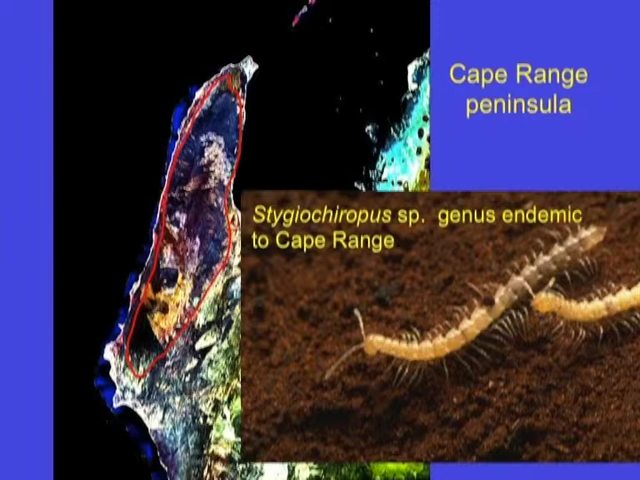 Cape Range
peninsula
Stygiochiropus sp. genus endemic
to Cape Range